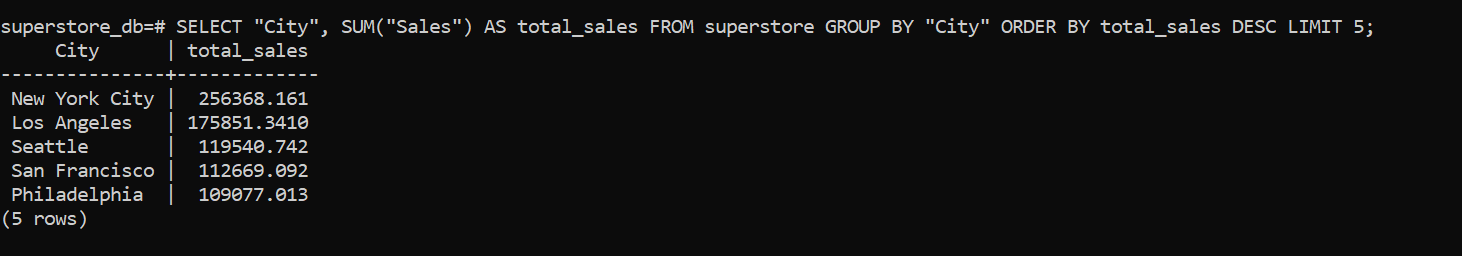 superstore_db=# SELECT "City", SUM("Sales") AS total_sales FROM superstore GROUP BY "City" ORDER BY total_sales DESC LIMIT 5;
     City      | total_sales
---------------+-------------
 New York City |  256368.161
 Los Angeles   | 175851.3410
 Seattle       |  119540.742
 San Francisco |  112669.092
 Philadelphia  |  109077.013
(5 rows)